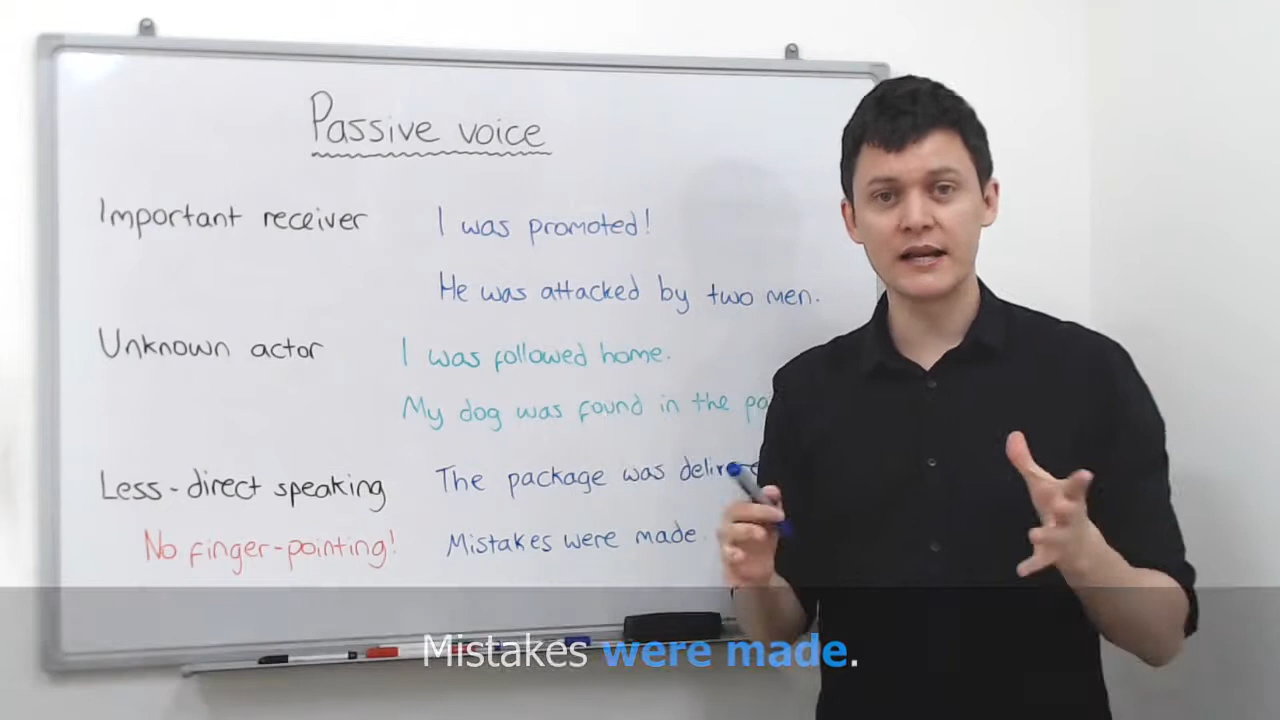 Passive voice
Important receiver
I was promoted!
He was attacked by two men.
Unknown actor
I was followed home.
My dog was found in the
Less-direct speaking
The package was
No finger-pointing!
Mistakes were made.
Mistakes were made.